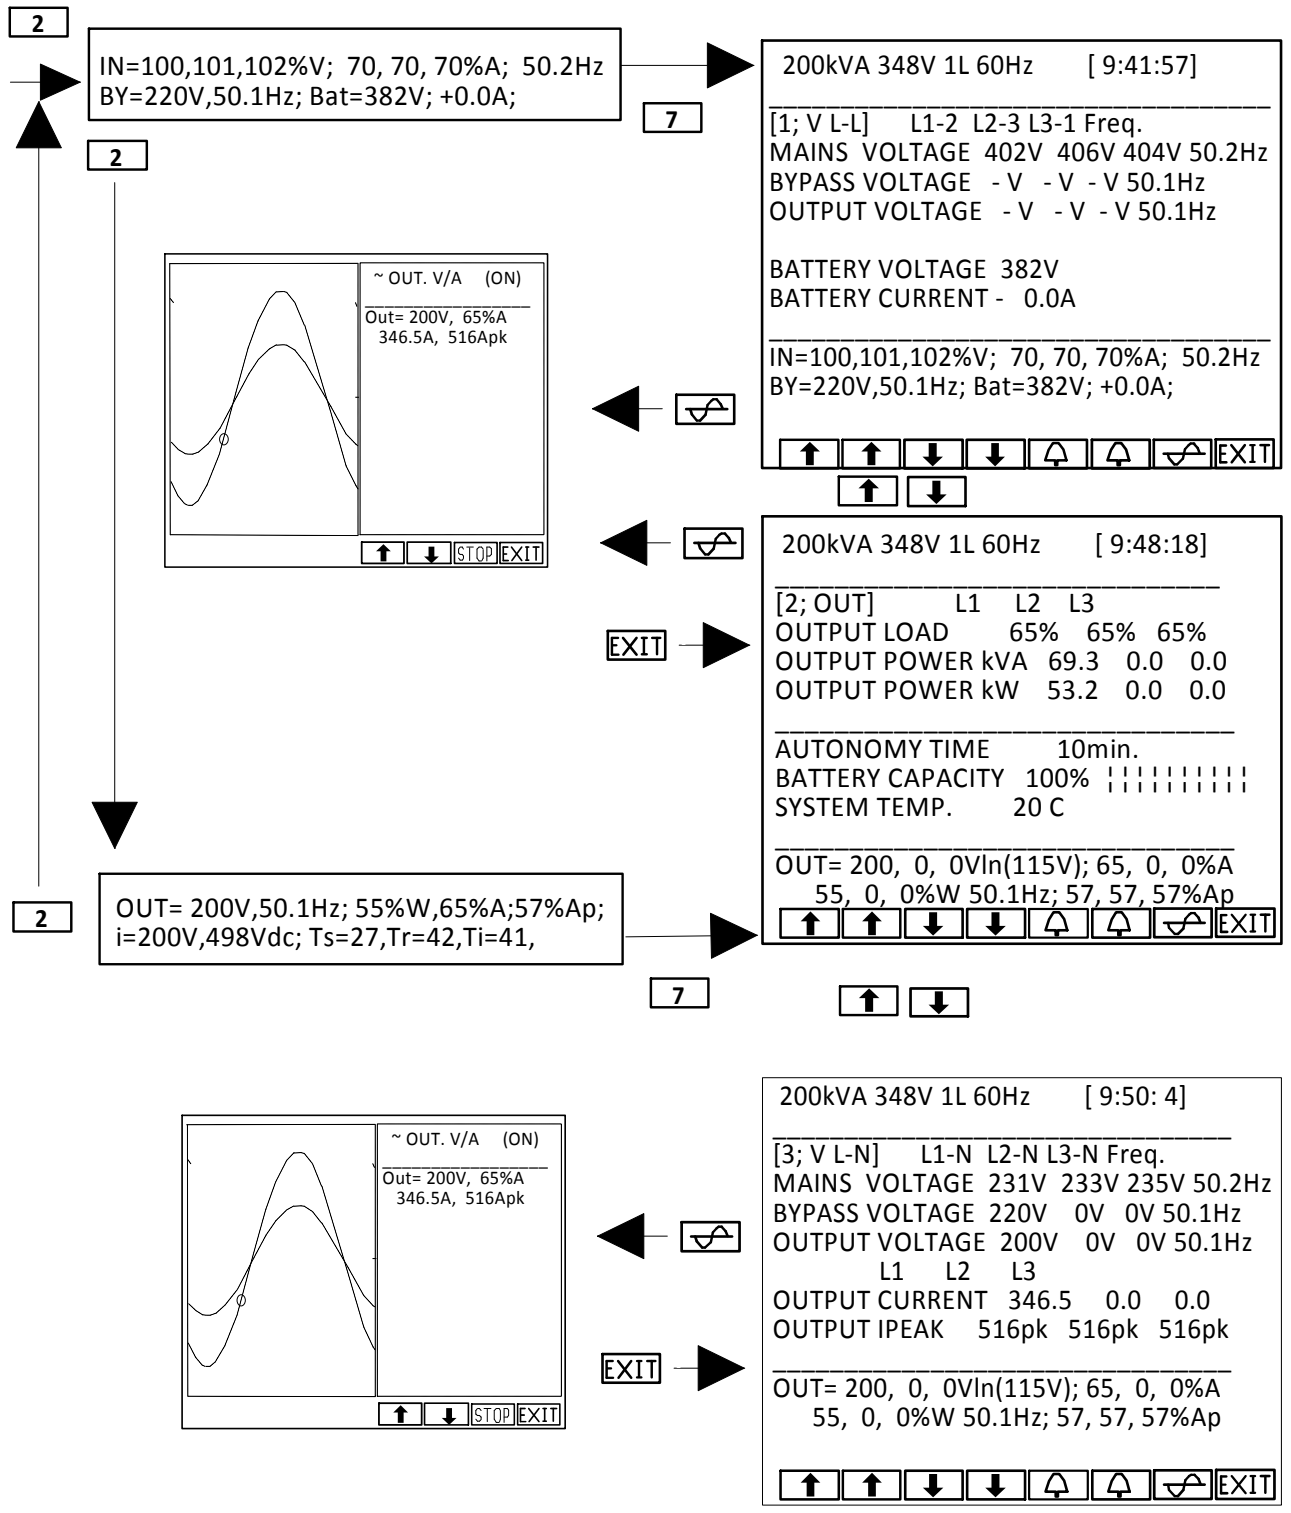 2
IN=100,101,102%V; 70, 70, 70%A; 50.2Hz
BY=220V,50.1Hz; Bat=382V; +0.0A;
7
2
200kVA 348V 1L 60Hz [ 9:41:57]
[1; V L-L] L1-2 L2-3 L3-1 Freq.
MAINS VOLTAGE 402V 406V 404V 50.2Hz
BYPASS VOLTAGE - V - V - V 50.1Hz
OUTPUT VOLTAGE - V - V - V 50.1Hz
BATTERY VOLTAGE 382V
BATTERY CURRENT - 0.0A
IN=100,101,102%V; 70, 70, 70%A; 50.2Hz
BY=220V,50.1Hz; Bat=382V; +0.0A;
EXIT
~ OUT. V/A (ON)
Out= 200V, 65%A
346.5A, 516Apk
STOP EXIT
EXIT
200kVA 348V 1L 60Hz [ 9:48:18]
[2; OUT] L1 L2 L3
OUTPUT LOAD 65% 65% 65%
OUTPUT POWER kVA 69.3 0.0 0.0
OUTPUT POWER kW 53.2 0.0 0.0
AUTONOMY TIME 10min.
BATTERY CAPACITY 100% ¦¦¦¦¦¦¦¦¦¦
SYSTEM TEMP. 20 C
OUT= 200, 0, 0Vln(115V); 65, 0, 0%A
55, 0, 0%W 50.1Hz; 57, 57, 57%Ap
EXIT
2
OUT= 200V,50.1Hz; 55%W,65%A;57%Ap;
i=200V,498Vdc; Ts=27,Tr=42,Ti=41,
7
200kVA 348V 1L 60Hz [ 9:50: 4]
[3; V L-N] L1-N L2-N L3-N Freq.
MAINS VOLTAGE 231V 233V 235V 50.2Hz
BYPASS VOLTAGE 220V 0V 0V 50.1Hz
OUTPUT VOLTAGE 200V 0V 0V 50.1Hz
L1 L2 L3
OUTPUT CURRENT 346.5 0.0 0.0
OUTPUT IPEAK 516pk 516pk 516pk
OUT= 200, 0, 0Vln(115V); 65, 0, 0%A
55, 0, 0%W 50.1Hz; 57, 57, 57%Ap
EXIT
~ OUT. V/A (ON)
Out= 200V, 65%A
346.5A, 516Apk
STOP EXIT
EXIT